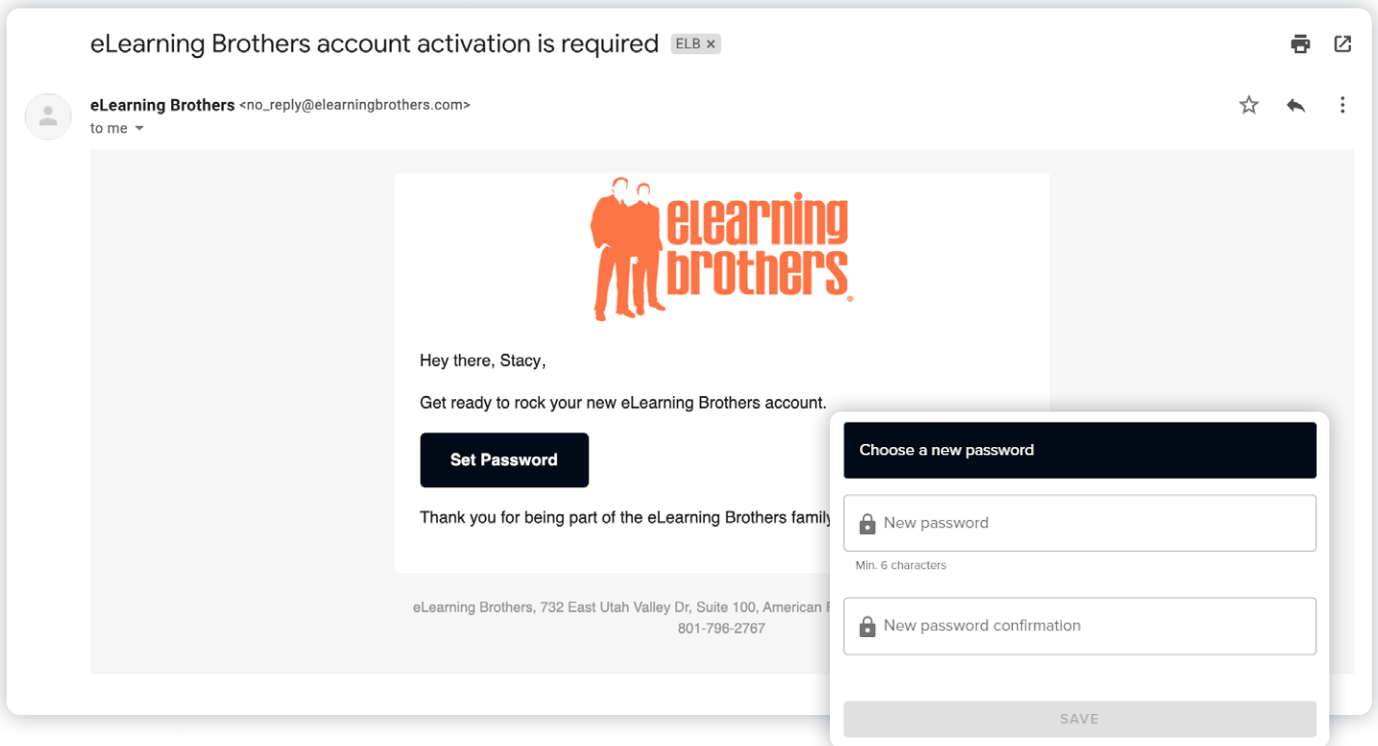 eLearning Brothers account activation is required ELB ×
eLearning Brothers <no_reply@elearningbrothers.com>
to me
elearning
brothers®
Hey there, Stacy,
Get ready to rock your new eLearning Brothers account.
Set Password
Thank you for being part of the eLearning Brothers family
eLearning Brothers, 732 East Utah Valley Dr, Suite 100, American
801-796-2767
Choose a new password
New password
Min. 6 characters
New password confirmation
SAVE